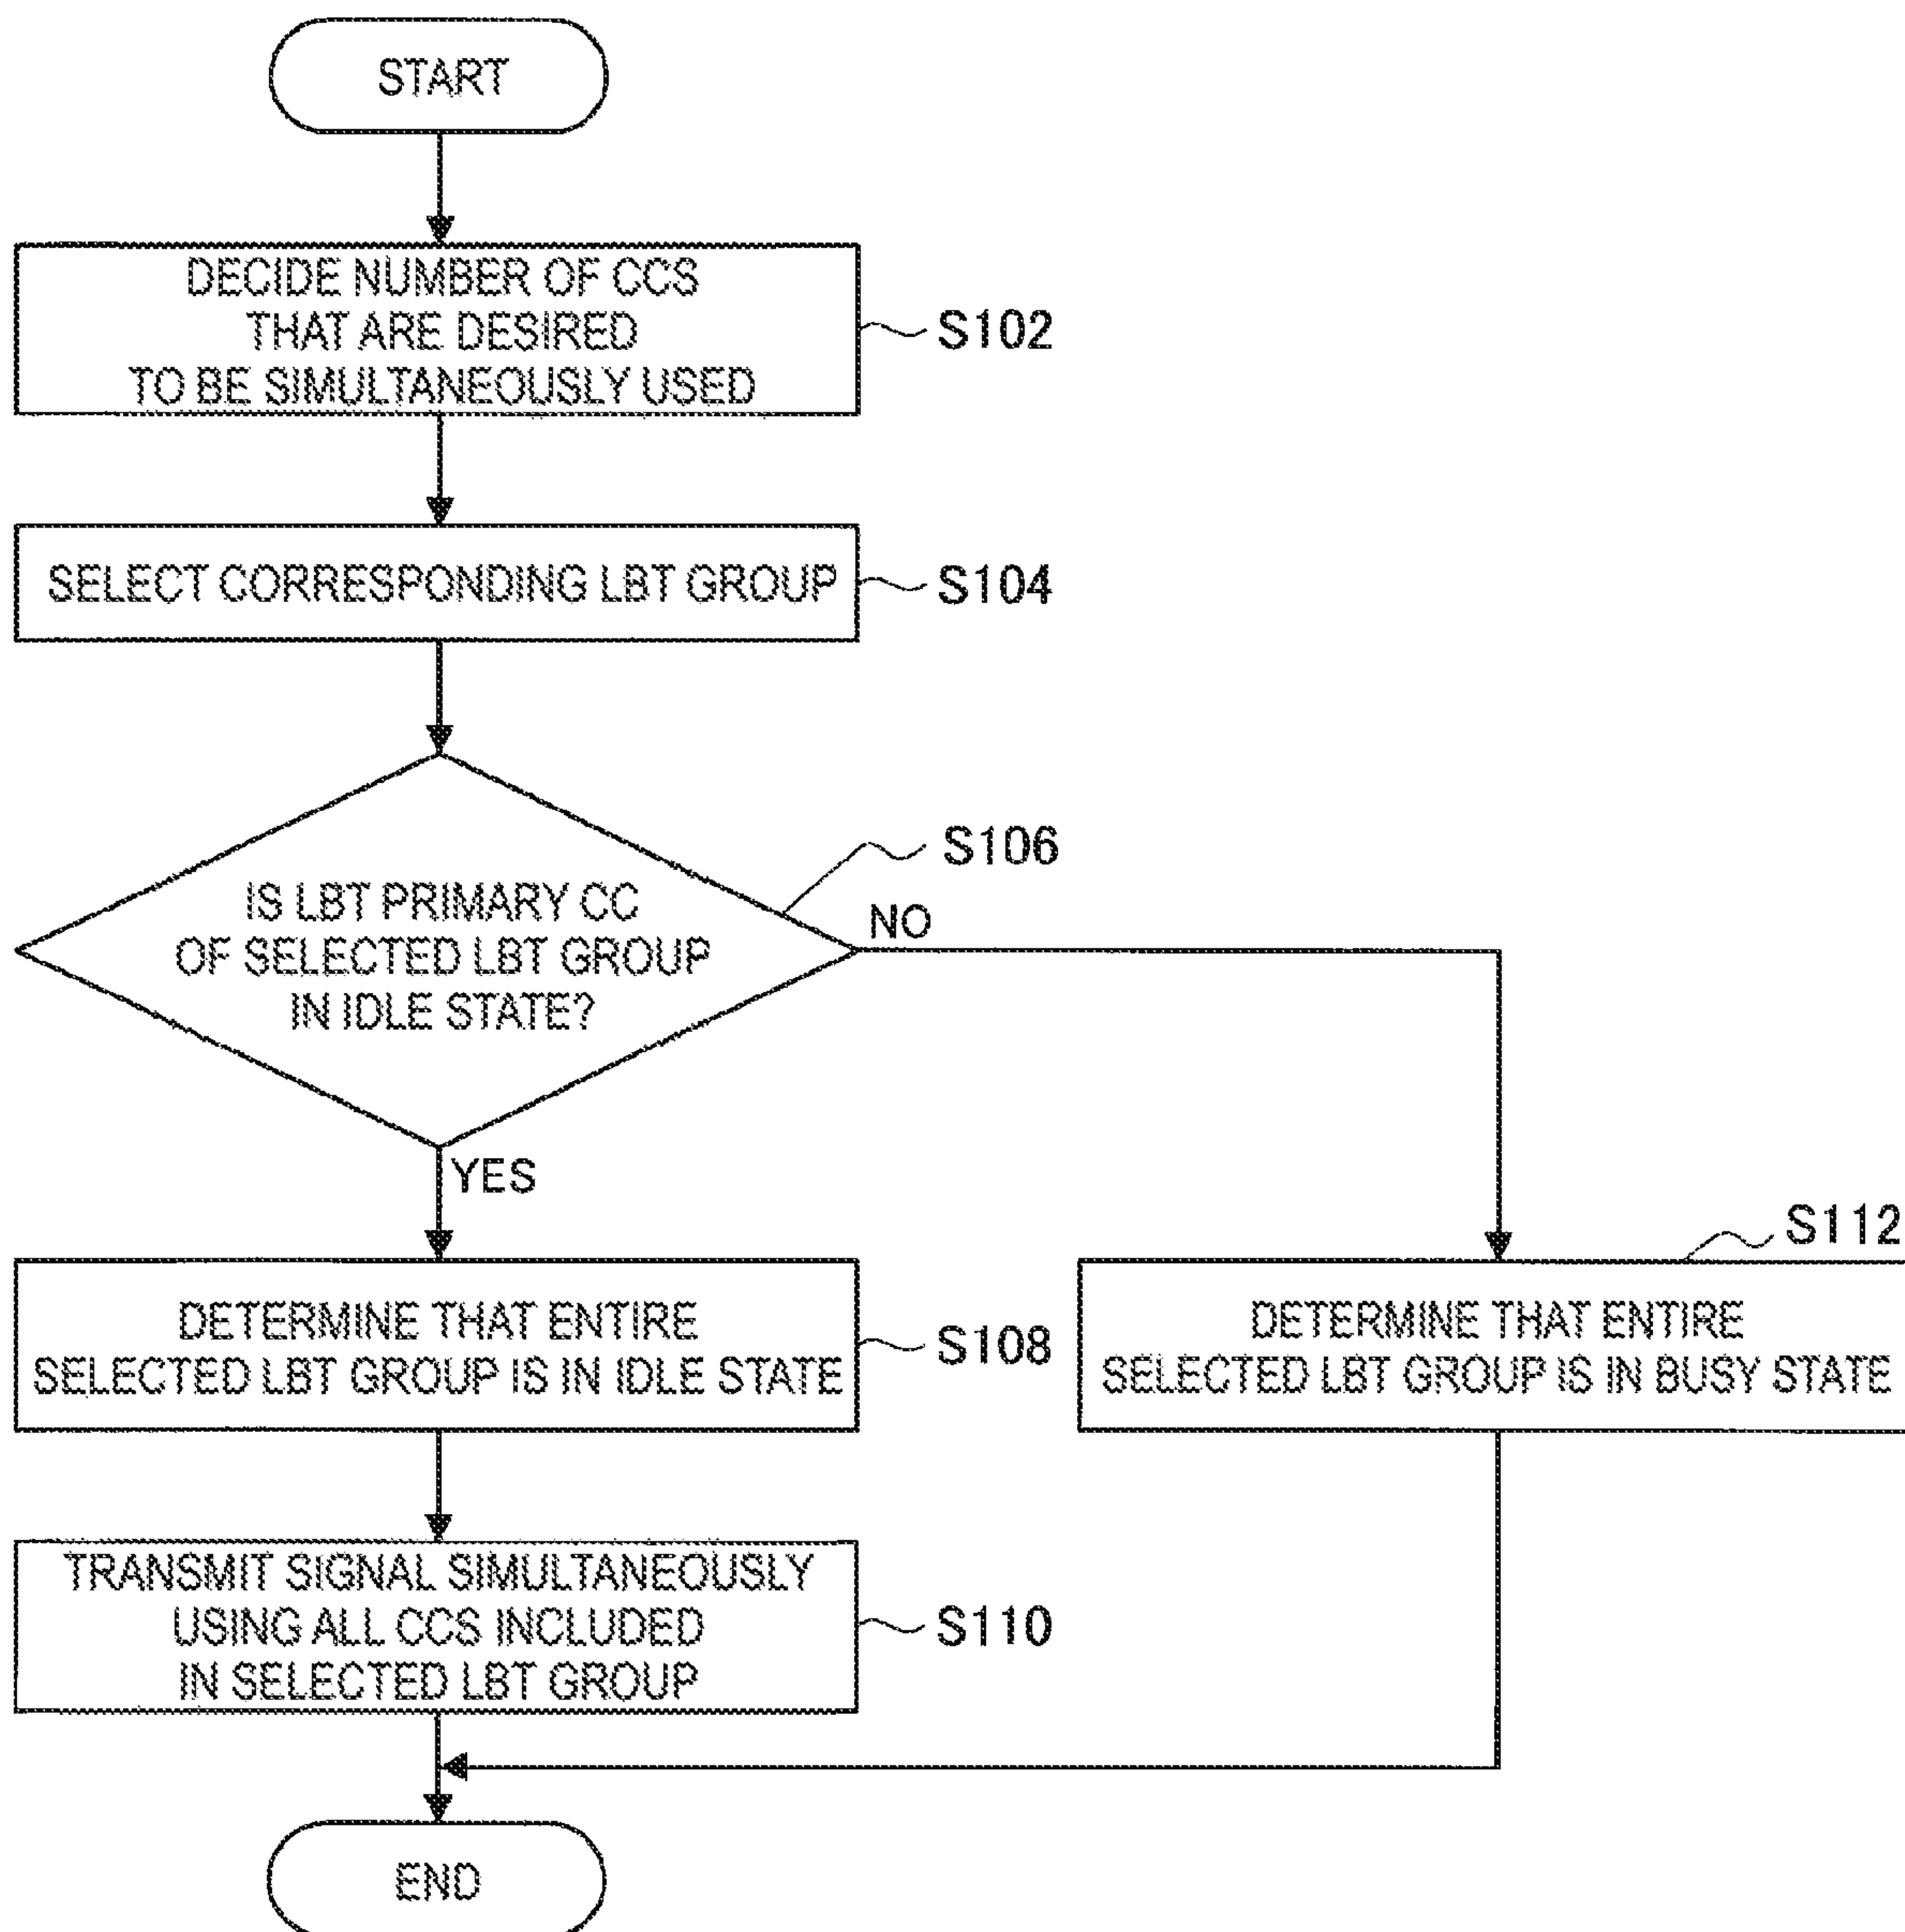 START
DECIDE NUMBER OF CCS
THAT ARE DESIRED
TO BE SIMULTANEOUSLY USED
S102
SELECT CORRESPONDING LBT GROUP
S104
S106
IS LBT PRIMARY CC
OF SELECTED LBT GROUP
IN IDLE STATE?
NO
YES
DETERMINE THAT ENTIRE
SELECTED LBT GROUP IS IN IDLE STATE
S108
S112
DETERMINE THAT ENTIRE
SELECTED LBT GROUP IS IN BUSY STATE
TRANSMIT SIGNAL SIMULTANEOUSLY
USING ALL CCS INCLUDED
IN SELECTED LBT GROUP
S110
END